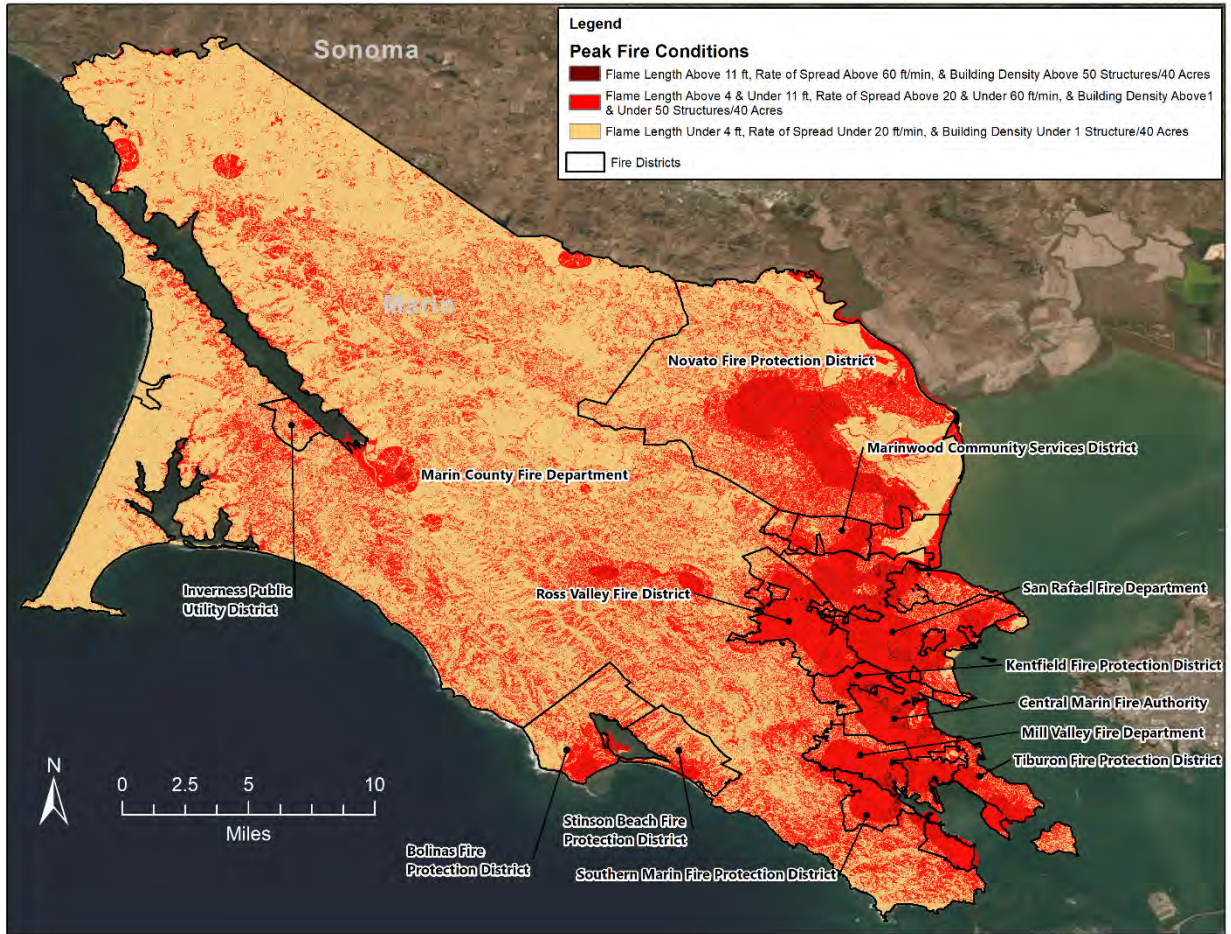 Legend
Peak Fire Conditions
Flame Length Above 11 ft, Rate of Spread Above 60 ft/min, & Building Density Above 50 Structures/40 Acres
Flame Length Above 4 & Under 11 ft, Rate of Spread Above 20 & Under 60 ft/min, & Building Density Above1
& Under 50 Structures/40 Acres
Flame Length Under 4 ft, Rate of Spread Under 20 ft/min, & Building Density Under 1 Structure/40 Acres
Fire Districts
Sonoma
Marin
Novato Fire Protection District
Marinwood Community Services District
Marin County Fire Department
Inverness Public
Utility District
Ross Valley Fire District
San Rafael Fire Department
Kentfield Fire Protection District
Central Marin Fire Authority
Mill Valley Fire Department
Tiburon Fire Protection District
Stinson Beach Fire
Protection District
Bolinas Fire
Protection District
Southern Marin Fire Protection District
N
0 2.5 5 10
Miles